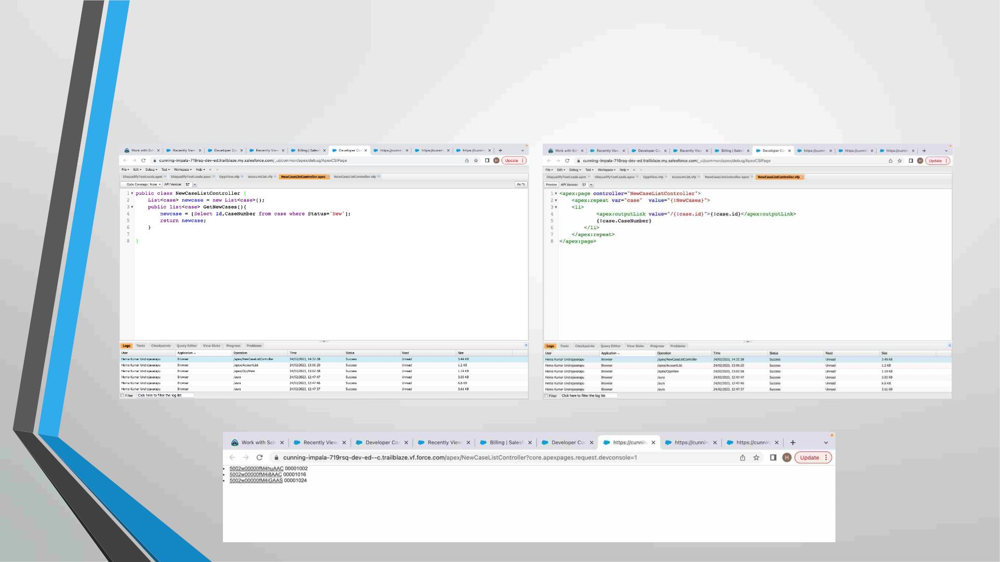 Work with Sch
Recently View
Developer Co
Recently View
Billing | Salesf
Developer Co
https://cunnin
https://cunnin
https://cunnin
cunning-impala-719rsq-dev-ed.trailblaze.my.salesforce.com/_ui/common/apex/debug/ApexCSIPage
H
Update
File Edit Debug Test Workspace Help < >
DisqualifyTestLeads.apxt
DisqualifyTestLeads.apxc
OppView.vfp
AccountList.vfp
NewCaseListController.apxc
NewCaseListController.vfp
Code Coverage: None API Version: 57 Go To
1 public class NewCaseListController {
2 List<case> newcase = new List<case>();
3 public list<case> GetNewCases(){
4 newcase = [Select Id,CaseNumber from case where Status='New'];
5 return newcase;
6 }
7
8 }
Logs Tests Checkpoints Query Editor View State Progress Problems
User Application Operation Time Status Read Size
Hema Kumar Undrajavarapu Browser /apex/NewCaseListController 24/02/2023, 14:32:38 Success Unread 3.49 KB
Hema Kumar Undrajavarapu Browser /apex/AccountList 24/02/2023, 13:06:20 Success Unread 1.2 KB
Hema Kumar Undrajavarapu Browser /apex/OppView 24/02/2023, 13:02:58 Success Unread 1.19 KB
Hema Kumar Undrajavarapu Browser /aura 24/02/2023, 12:47:47 Success Unread 3.03 KB
Hema Kumar Undrajavarapu Browser /aura 24/02/2023, 12:47:46 Success Unread 6.6 KB
Hema Kumar Undrajavarapu Browser /aura 24/02/2023, 12:47:37 Success Unread 3.61 KB
Filter Click here to filter the log list
Work with Sch
Recently View
Developer Co
Recently View
Billing | Salesf
Developer Co
https://cunnin
https://cunnin
https://cunnin
cunning-impala-719rsq-dev-ed.trailblaze.my.salesforce.com/_ui/common/apex/debug/ApexCSIPage
H
Update
File Edit Debug Test Workspace Help < >
DisqualifyTestLeads.apxt
DisqualifyTestLeads.apxc
OppView.vfp
AccountList.vfp
NewCaseListController.apxc
NewCaseListController.vfp
Preview API Version: 57
1 <apex:page controller="NewCaseListController">
2 <apex:repeat var="case" value="{!NewCases}">
3 <li>
4 <apex:outputLink value="/{!case.id}">{!case.id}</apex:outputLink>
5 {!case.CaseNumber}
6 </li>
7 </apex:repeat>
8 </apex:page>
Logs Tests Checkpoints Query Editor View State Progress Problems
User Application Operation Time Status Read Size
Hema Kumar Undrajavarapu Browser /apex/NewCaseListController 24/02/2023, 14:32:38 Success Unread 3.49 KB
Hema Kumar Undrajavarapu Browser /apex/AccountList 24/02/2023, 13:06:20 Success Unread 1.2 KB
Hema Kumar Undrajavarapu Browser /apex/OppView 24/02/2023, 13:02:58 Success Unread 1.19 KB
Hema Kumar Undrajavarapu Browser /aura 24/02/2023, 12:47:47 Success Unread 3.03 KB
Hema Kumar Undrajavarapu Browser /aura 24/02/2023, 12:47:46 Success Unread 6.6 KB
Hema Kumar Undrajavarapu Browser /aura 24/02/2023, 12:47:37 Success Unread 3.61 KB
Filter Click here to filter the log list
Work with Sch
Recently View
Developer Co
Recently View
Billing | Salesf
Developer Co
https://cunnin
https://cunnin
https://cunnin
cunning-impala-719rsq-dev-ed--c.trailblaze.vf.force.com/apex/NewCaseListController?core.apexpages.request.devconsole=1
H
Update
• 5002w00000fM4huAAC 00001002
• 5002w00000fM4i8AAC 00001016
• 5002w00000fM4iGAAS 00001024